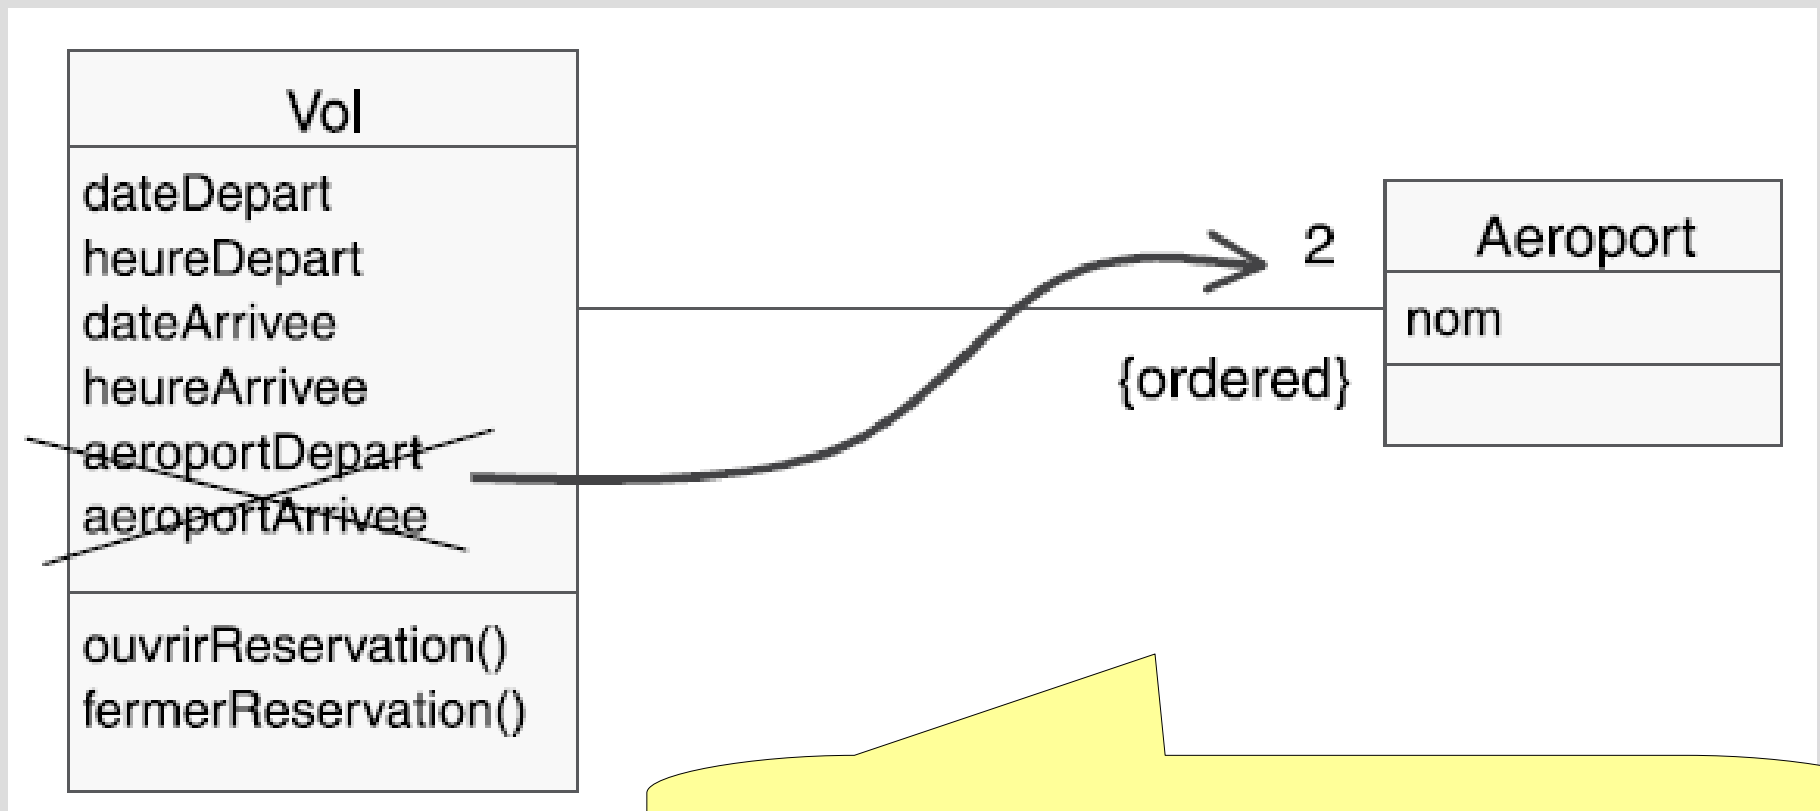 Vol
dateDepart
heureDepart
dateArrivee
heureArrivee
aeroportDepart
aeroportArrivee
ouvrirReservation()
fermerReservation()
2
{ordered}
Aeroport
nom